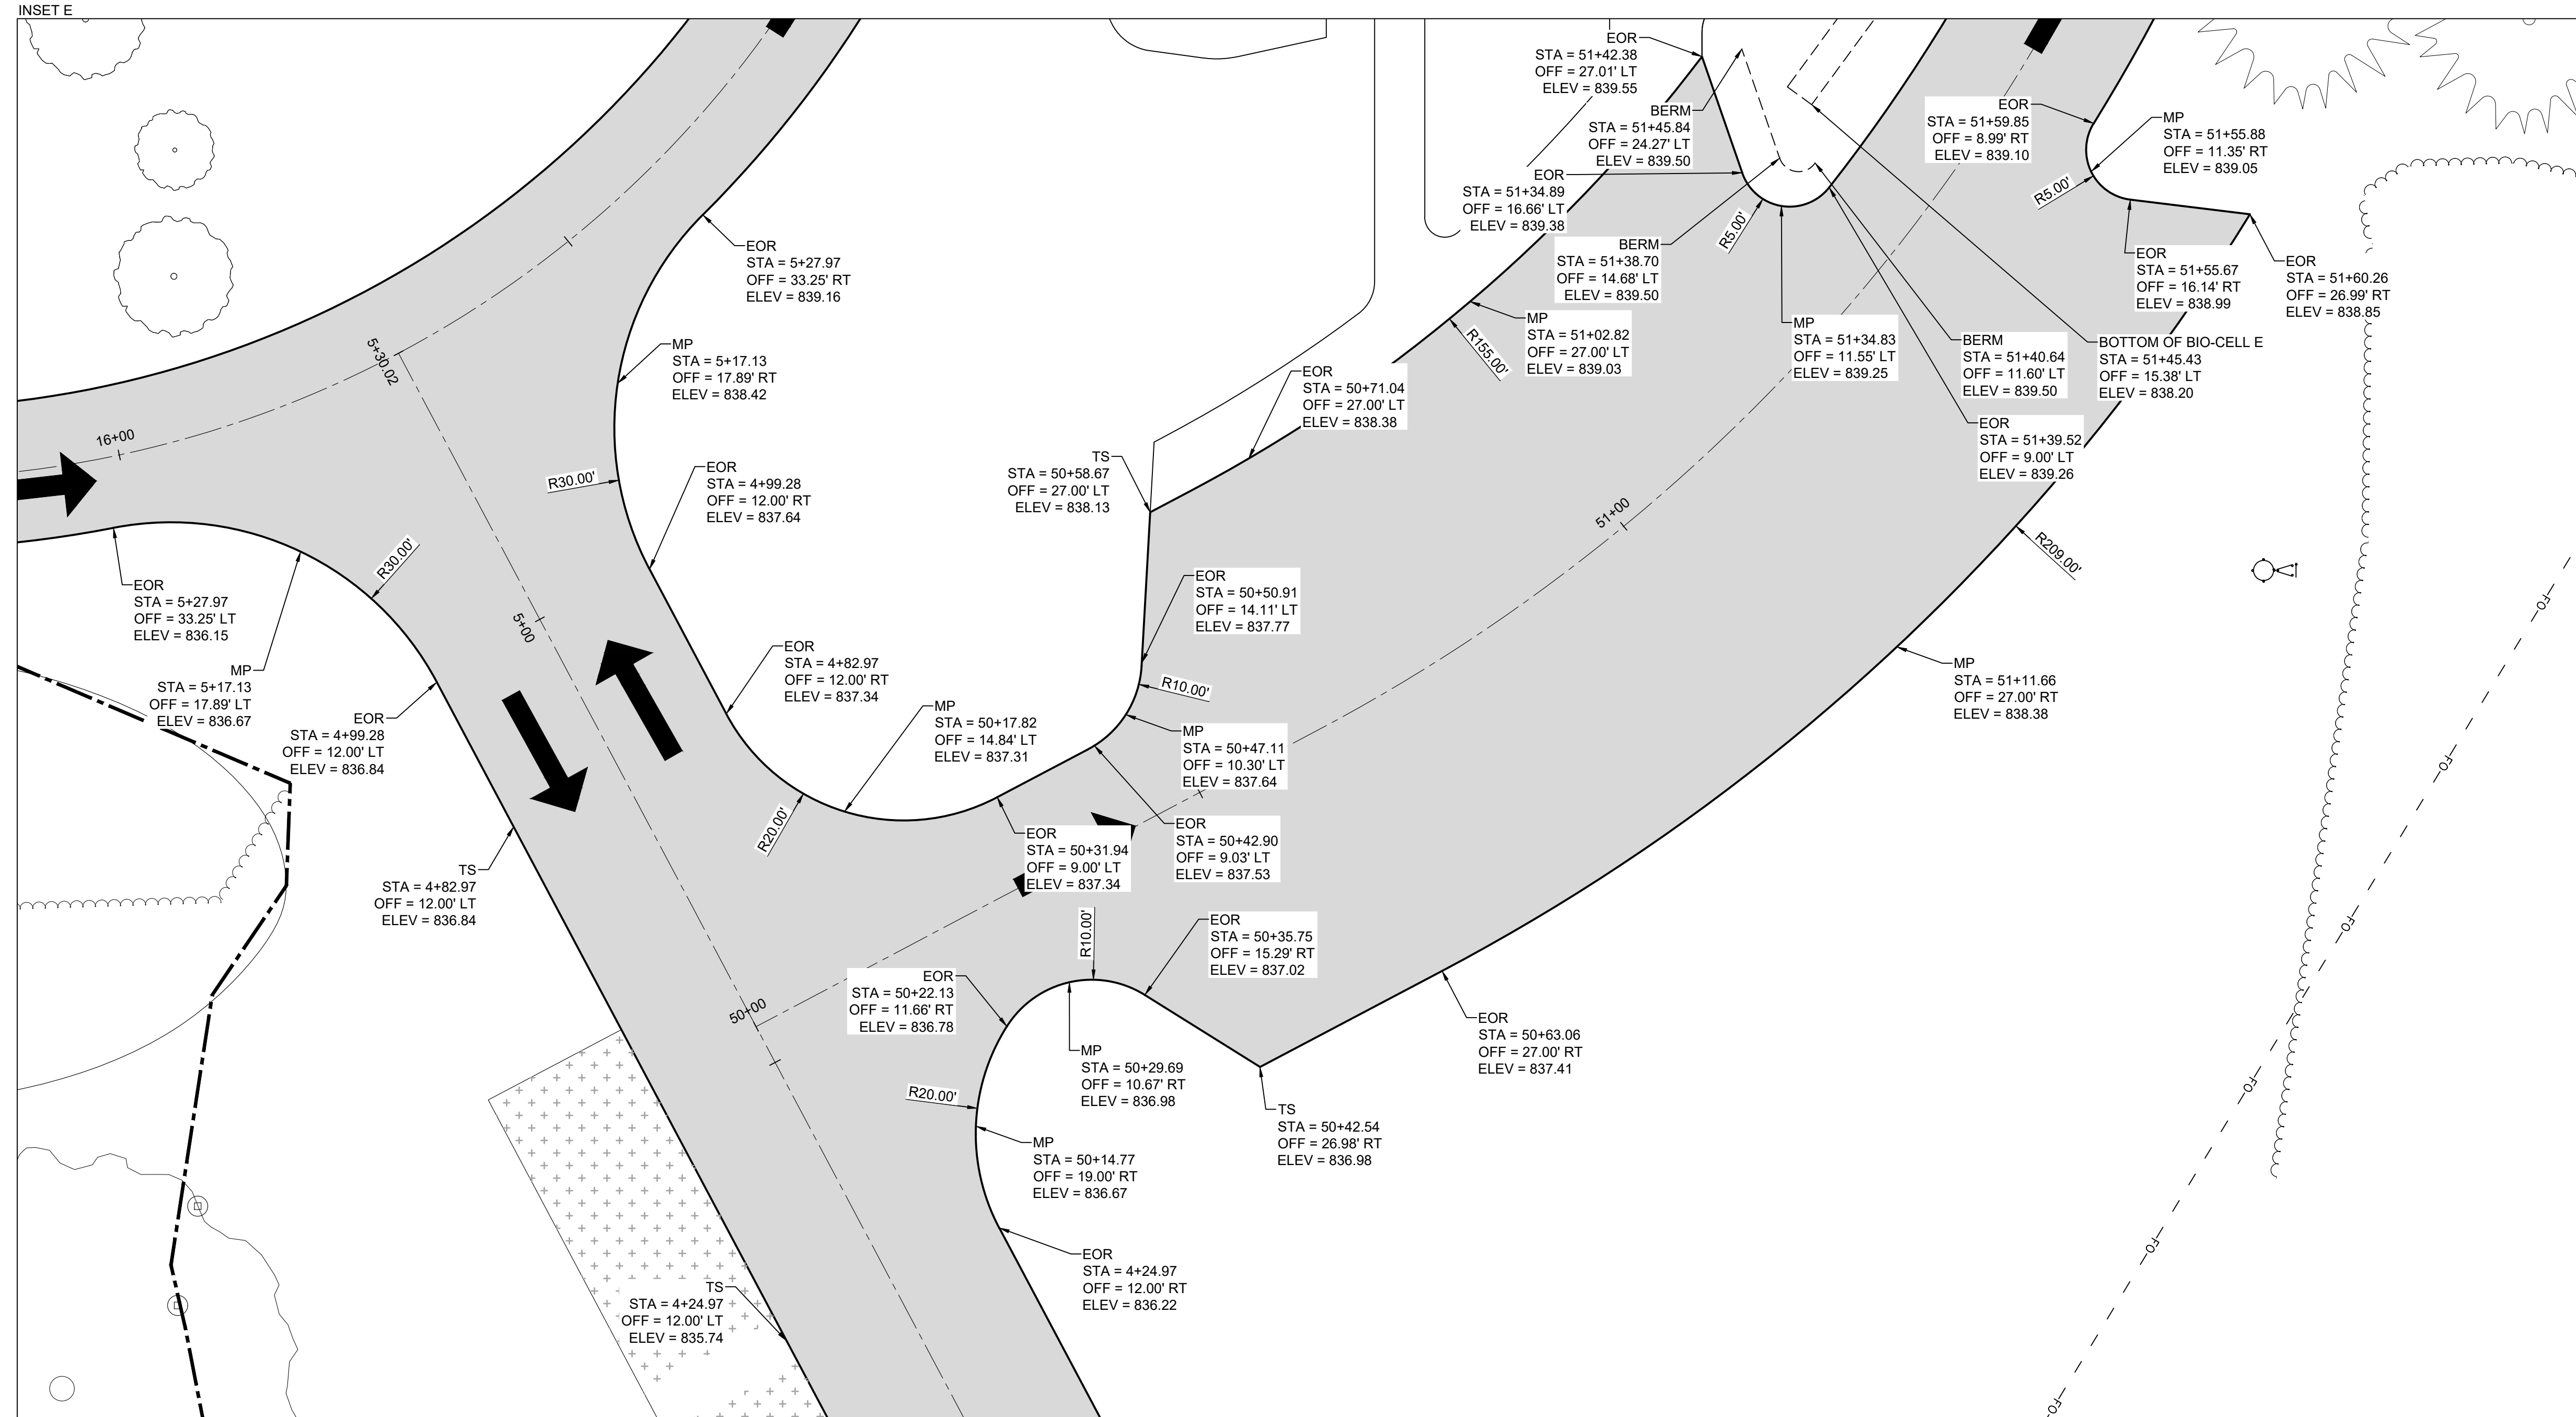 INSET E
EOR
STA = 51+42.38
OFF = 27.01' LT
ELEV = 839.55
BERM
STA = 51+45.84
OFF = 24.27' LT
ELEV = 839.50
EOR
STA = 51+34.89
OFF = 16.66' LT
ELEV = 839.38
BERM
STA = 51+38.70
OFF = 14.68' LT
ELEV = 839.50
R5.00'
EOR
STA = 51+59.85
OFF = 8.99' RT
ELEV = 839.10
MP
STA = 51+55.88
OFF = 11.35' RT
ELEV = 839.05
R5.00'
EOR
STA = 51+55.67
OFF = 16.14' RT
ELEV = 838.99
EOR
STA = 51+60.26
OFF = 26.99' RT
ELEV = 838.85
EOR
STA = 5+27.97
OFF = 33.25' RT
ELEV = 839.16
MP
STA = 5+17.13
OFF = 17.89' RT
ELEV = 838.42
5+30.02
16+00
MP
STA = 51+02.82
OFF = 27.00' LT
ELEV = 839.03
R155.00'
MP
STA = 51+34.83
OFF = 11.55' LT
ELEV = 839.25
BERM
STA = 51+40.64
OFF = 11.60' LT
ELEV = 839.50
BOTTOM OF BIO-CELL E
STA = 51+45.43
OFF = 15.38' LT
ELEV = 838.20
EOR
STA = 51+39.52
OFF = 9.00' LT
ELEV = 839.26
EOR
STA = 50+71.04
OFF = 27.00' LT
ELEV = 838.38
TS
STA = 50+58.67
OFF = 27.00' LT
ELEV = 838.13
R30.00'
EOR
STA = 4+99.28
OFF = 12.00' RT
ELEV = 837.64
51+00
R209.00'
R30.00'
EOR
STA = 5+27.97
OFF = 33.25' LT
ELEV = 836.15
5+00
EOR
STA = 50+50.91
OFF = 14.11' LT
ELEV = 837.77
R10.00'
MP
STA = 5+17.13
OFF = 17.89' LT
ELEV = 836.67
EOR
STA = 4+99.28
OFF = 12.00' LT
ELEV = 836.84
EOR
STA = 4+82.97
OFF = 12.00' RT
ELEV = 837.34
MP
STA = 50+17.82
OFF = 14.84' LT
ELEV = 837.31
MP
STA = 50+47.11
OFF = 10.30' LT
ELEV = 837.64
MP
STA = 51+11.66
OFF = 27.00' RT
ELEV = 838.38
R20.00'
EOR
STA = 50+31.94
OFF = 9.00' LT
ELEV = 837.34
EOR
STA = 50+42.90
OFF = 9.03' LT
ELEV = 837.53
TS
STA = 4+82.97
OFF = 12.00' LT
ELEV = 836.84
R10.00'
EOR
STA = 50+35.75
OFF = 15.29' RT
ELEV = 837.02
EOR
STA = 50+22.13
OFF = 11.66' RT
ELEV = 836.78
50+00
MP
STA = 50+29.69
OFF = 10.67' RT
ELEV = 836.98
EOR
STA = 50+63.06
OFF = 27.00' RT
ELEV = 837.41
R20.00'
TS
STA = 50+42.54
OFF = 26.98' RT
ELEV = 836.98
MP
STA = 50+14.77
OFF = 19.00' RT
ELEV = 836.67
EOR
STA = 4+24.97
OFF = 12.00' RT
ELEV = 836.22
TS
STA = 4+24.97
OFF = 12.00' LT
ELEV = 835.74
FO
FO
FO
FO
FO
FO